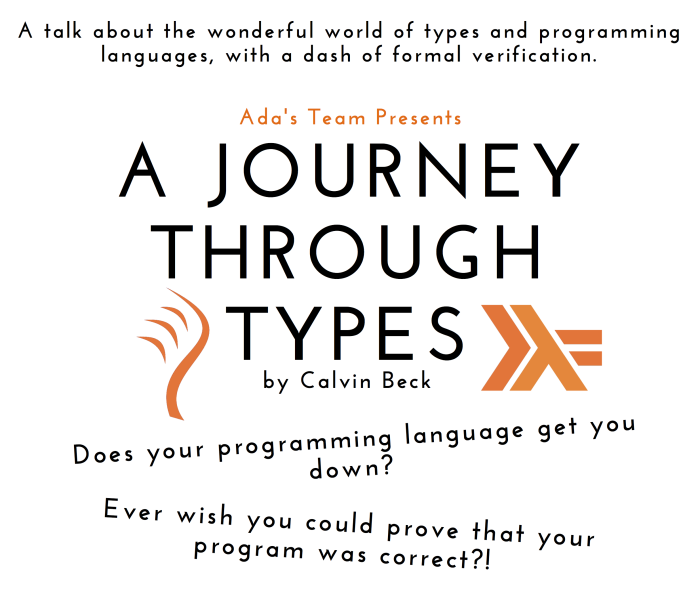 A talk about the wonderful world of types and programming
languages, with a dash of formal verification.
Ada's Team Presents
A JOURNEY
THROUGH
TYPES
by Calvin Beck
Does your programming language get you
down?
Ever wish you could prove that your
program was correct?!